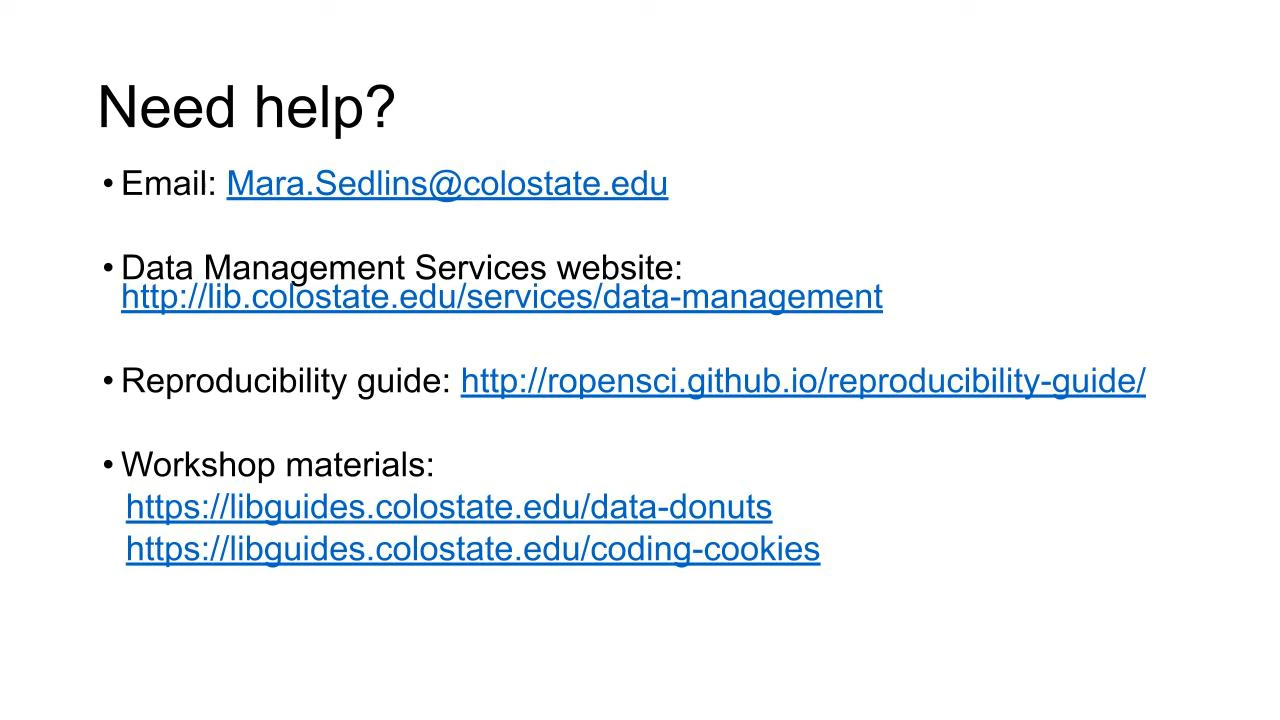 Need help?
• Email: Mara.Sedlins@colostate.edu
• Data Management Services website:
http://lib.colostate.edu/services/data-management
• Reproducibility guide: http://ropensci.github.io/reproducibility-guide/
• Workshop materials:
https://libguides.colostate.edu/data-donuts
https://libguides.colostate.edu/coding-cookies